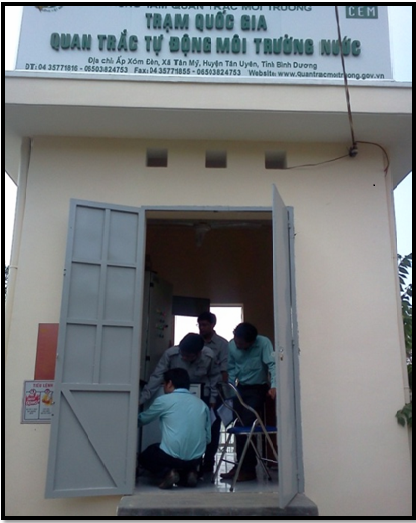 TRUNG TÂM QUAN TRẮC MÔI TRƯỜNG
CEM
TRẠM QUỐC GIA
QUAN TRẮC TỰ ĐỘNG MÔI TRƯỜNG NƯỚC
Địa chỉ: Ấp Xóm Đèn, Xã Tân Mỹ, Huyện Tân Uyên, Tỉnh Bình Dương
ĐT: 04 35771816 - 06503824753 Fax: 04 35771855 - 06503824753 Website: www.quantracmoitruong.gov.vn